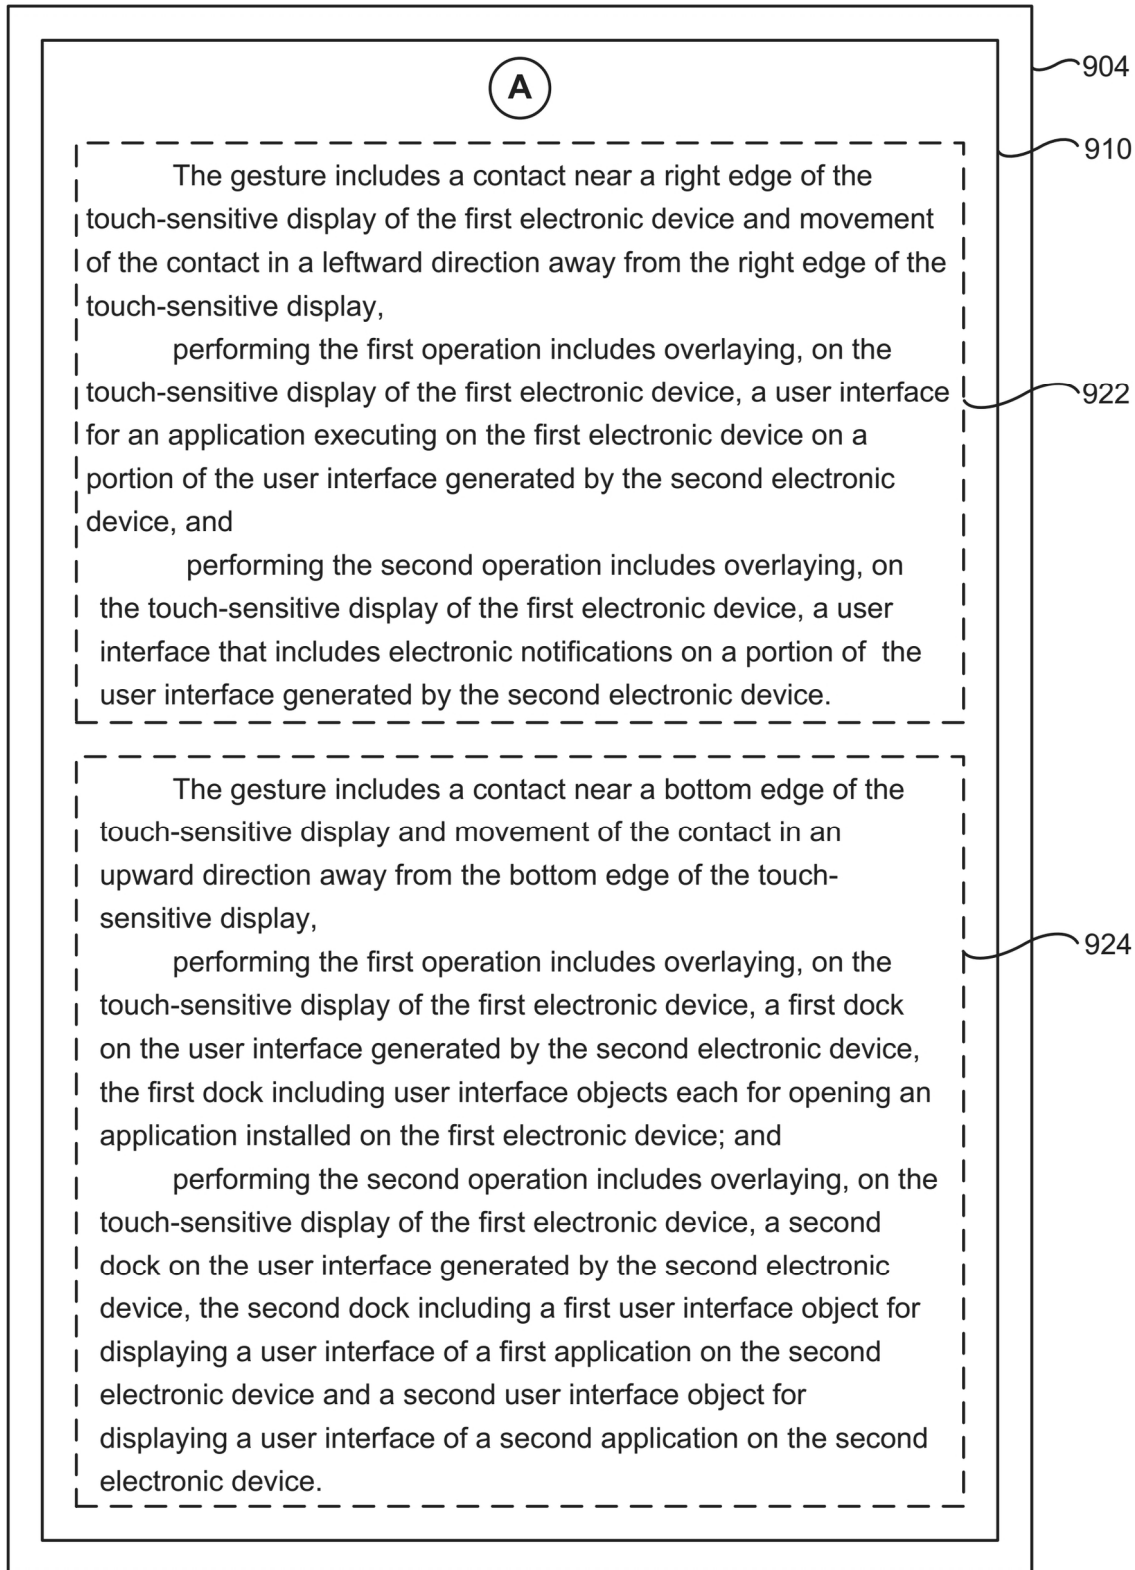 A
904
910
The gesture includes a contact near a right edge of the
touch-sensitive display of the first electronic device and movement
of the contact in a leftward direction away from the right edge of the
touch-sensitive display,
performing the first operation includes overlaying, on the
touch-sensitive display of the first electronic device, a user interface
for an application executing on the first electronic device on a
portion of the user interface generated by the second electronic
device, and
performing the second operation includes overlaying, on
the touch-sensitive display of the first electronic device, a user
interface that includes electronic notifications on a portion of  the
user interface generated by the second electronic device.
922
The gesture includes a contact near a bottom edge of the
touch-sensitive display and movement of the contact in an
upward direction away from the bottom edge of the touch-
sensitive display,
performing the first operation includes overlaying, on the
touch-sensitive display of the first electronic device, a first dock
on the user interface generated by the second electronic device,
the first dock including user interface objects each for opening an
application installed on the first electronic device; and
performing the second operation includes overlaying, on the
touch-sensitive display of the first electronic device, a second
dock on the user interface generated by the second electronic
device, the second dock including a first user interface object for
displaying a user interface of a first application on the second
electronic device and a second user interface object for
displaying a user interface of a second application on the second
electronic device.
924